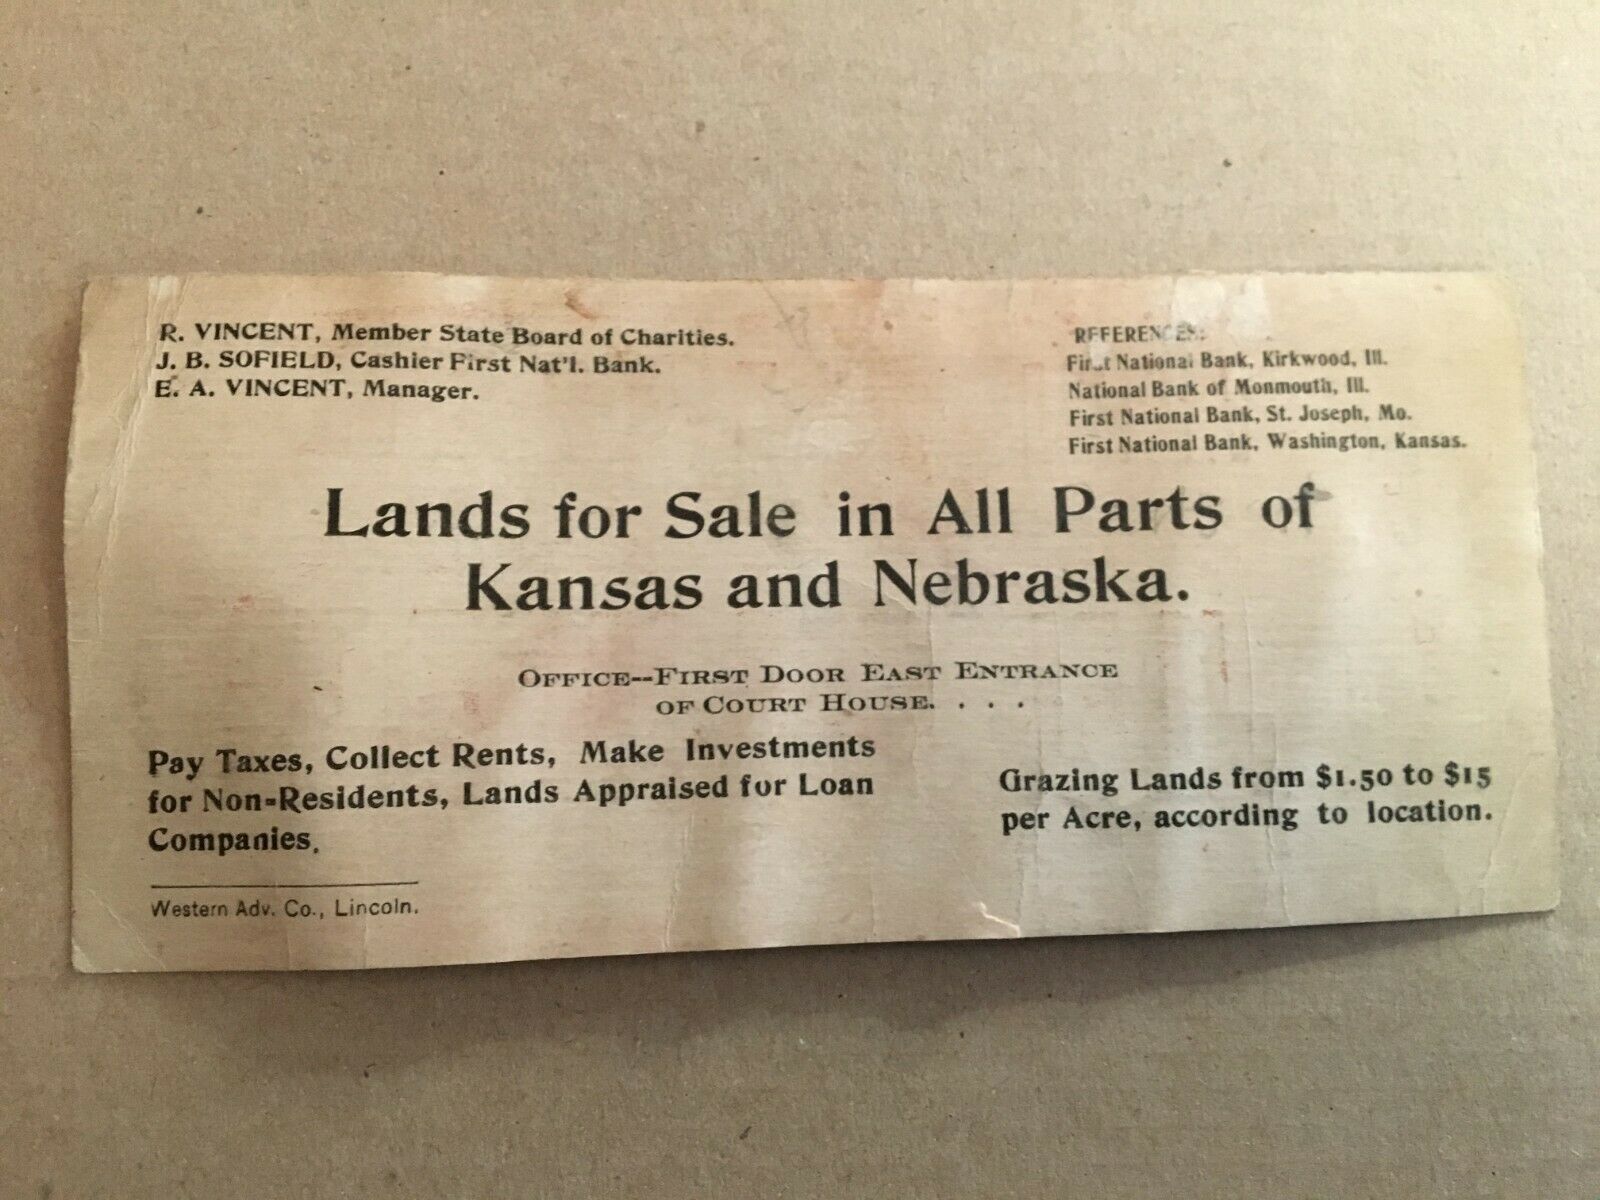 R. VINCENT, Member State Board of Charities.
J. B. SOFIELD, Cashier First Nat'l. Bank.
E. A. VINCENT, Manager.
REFERENCES:
First National Bank, Kirkwood, Ill.
National Bank of Monmouth, Ill.
First National Bank, St. Joseph, Mo.
First National Bank, Washington, Kansas.
Lands for Sale in All Parts of
Kansas and Nebraska.
OFFICE--FIRST DOOR EAST ENTRANCE
OF COURT HOUSE. . . .
Pay Taxes, Collect Rents, Make Investments
for Non-Residents, Lands Appraised for Loan
Companies.
Grazing Lands from $1.50 to $15
per Acre, according to location.
Western Adv. Co., Lincoln.